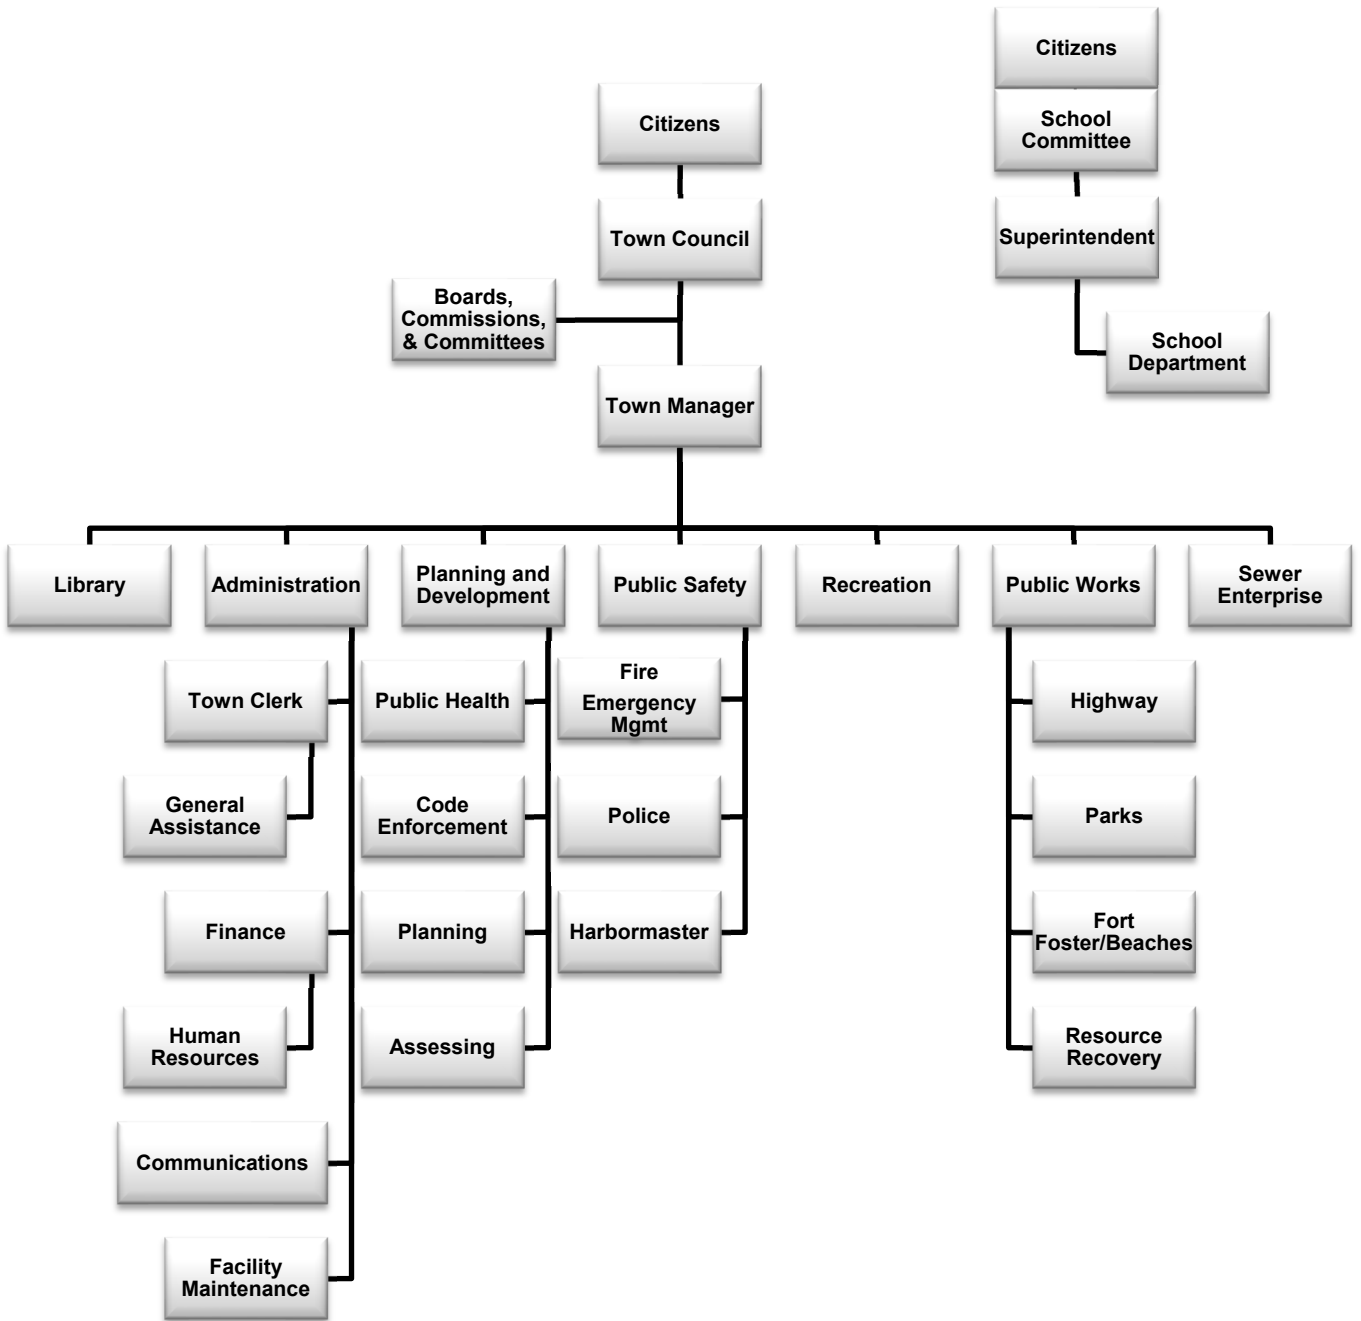 Citizens
Town Council
Boards,
Commissions,
& Committees
Town Manager
Citizens
School
Committee
Superintendent
School
Department
Library
Administration
Planning and
Development
Public Safety
Recreation
Public Works
Sewer
Enterprise
Town Clerk
General
Assistance
Finance
Human
Resources
Communications
Facility
Maintenance
Public Health
Code
Enforcement
Planning
Assessing
Fire
Emergency
Mgmt
Police
Harbormaster
Highway
Parks
Fort
Foster/Beaches
Resource
Recovery